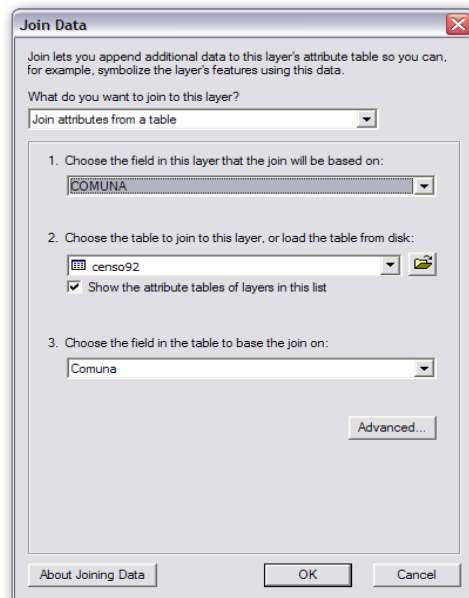 Join Data
Join lets you append additional data to this layer's attribute table so you can,
for example, symbolize the layer's features using this data.
What do you want to join to this layer?
Join attributes from a table
1. Choose the field in this layer that the join will be based on:
COMUNA
2. Choose the table to join to this layer, or load the table from disk:
censo92
Show the attribute tables of layers in this list
3. Choose the field in the table to base the join on:
Comuna
Advanced...
About Joining Data OK Cancel